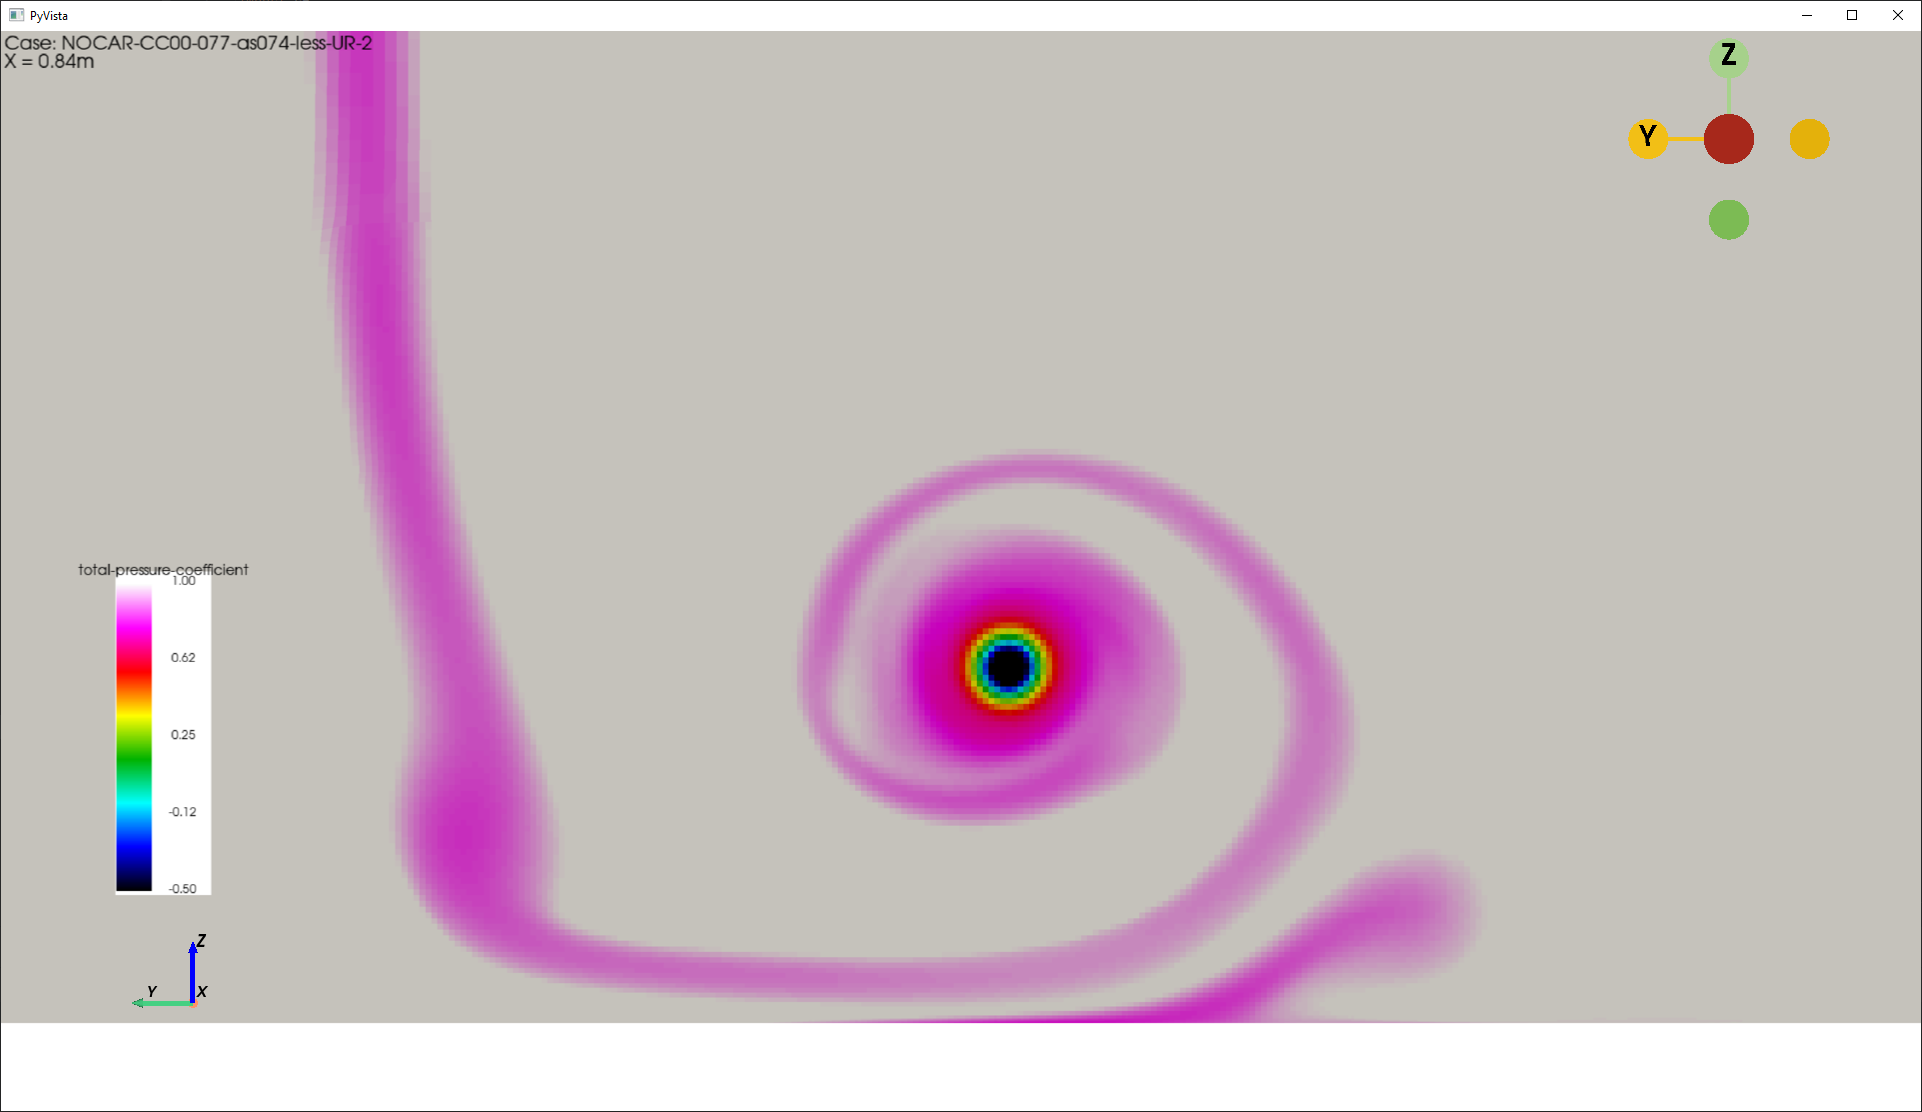 PyVista
Case: NOCAR-CC00-077-as074-less-UR-2
X = 0.84m
Z
Y
total-pressure-coefficient
1.00
0.62
0.25
-0.12
-0.50
Z
Y
X